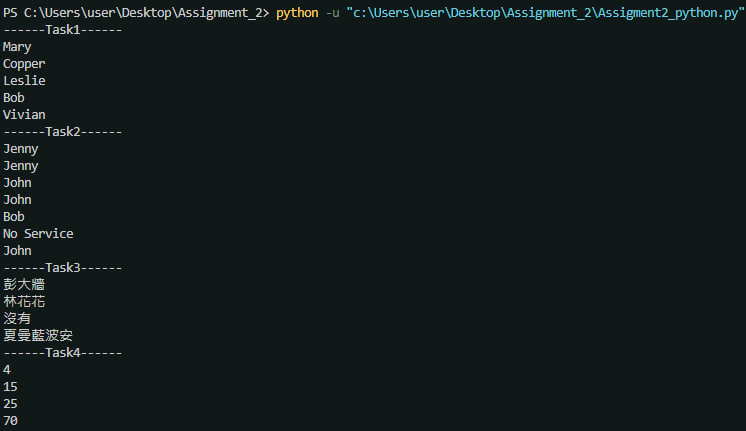 PS C:\Users\user\Desktop\Assignment_2> python -u "c:\Users\user\Desktop\Assignment_2\Assigment2_python.py"
------Task1------
Mary
Copper
Leslie
Bob
Vivian
------Task2------
Jenny
Jenny
John
John
Bob
No Service
John
------Task3------
彭大牆
林花花
沒有
夏曼藍波安
------Task4------
4
15
25
70